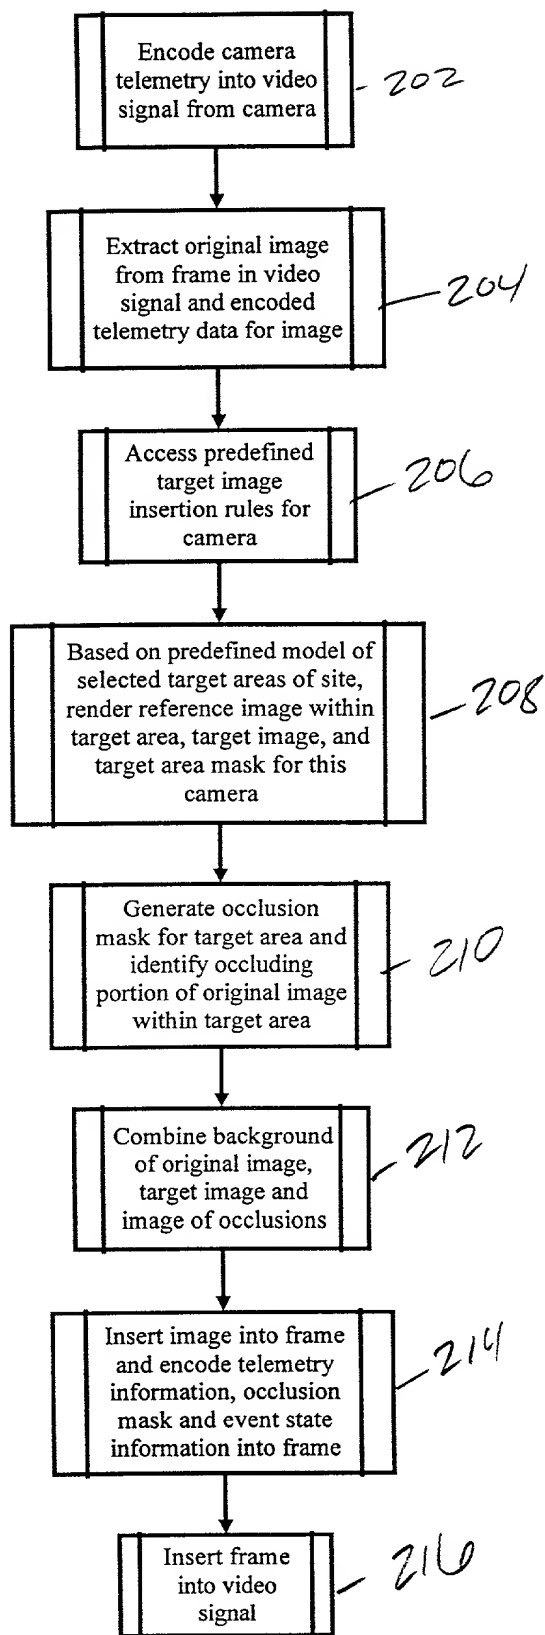 Encode camera
telemetry into video
signal from camera
202
Extract original image
from frame in video
signal and encoded
telemetry data for image
204
Access predefined
target image
insertion rules for
camera
206
Based on predefined model of
selected target areas of site,
render reference image within
target area, target image, and
target area mask for this
camera
208
Generate occlusion
mask for target area and
identify occluding
portion of original image
within target area
210
Combine background
of original image,
target image and
image of occlusions
212
Insert image into frame
and encode telemetry
information, occlusion
mask and event state
information into frame
214
Insert frame
into video
signal
216